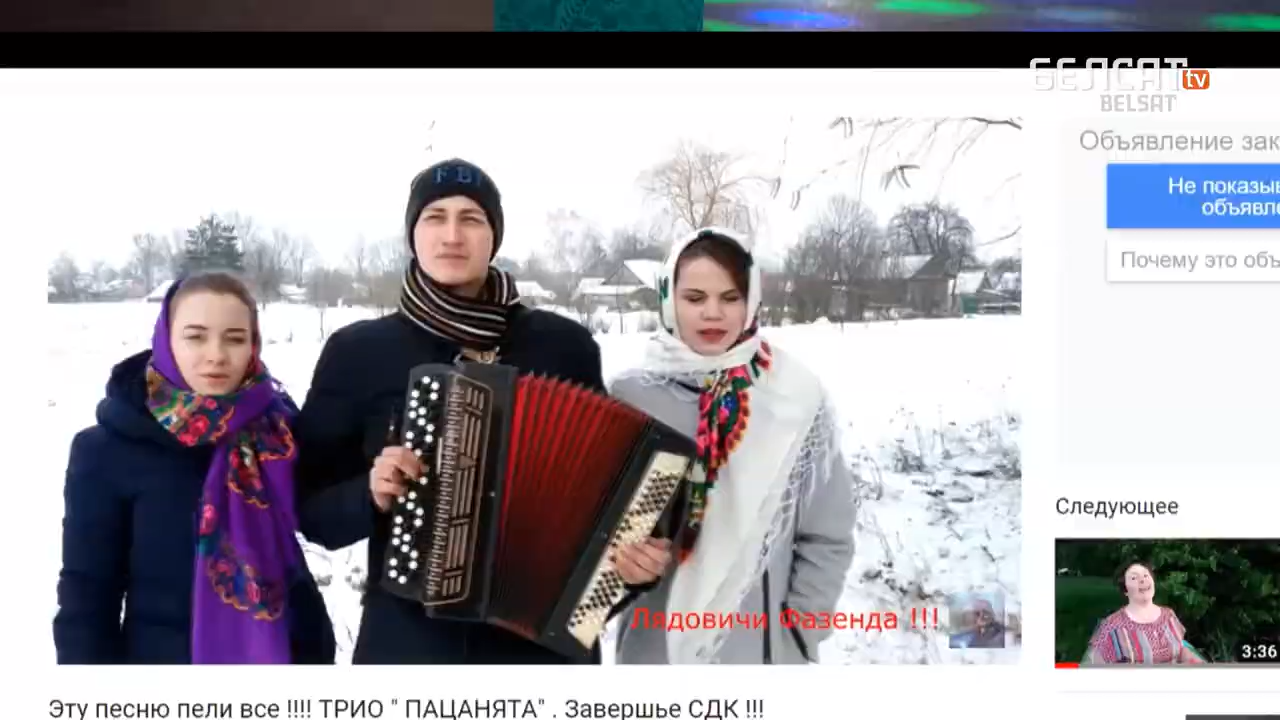 БЕЛСАТ tv
BELSAT
Объявление зак
Не показыв
объявле
Почему это объ
FBI
Лядовичи Фазенда !!!
Следующее
3:36
Эту песню пели все !!!! ТРИО " ПАЦАНЯТА" . Завершье СДК !!!